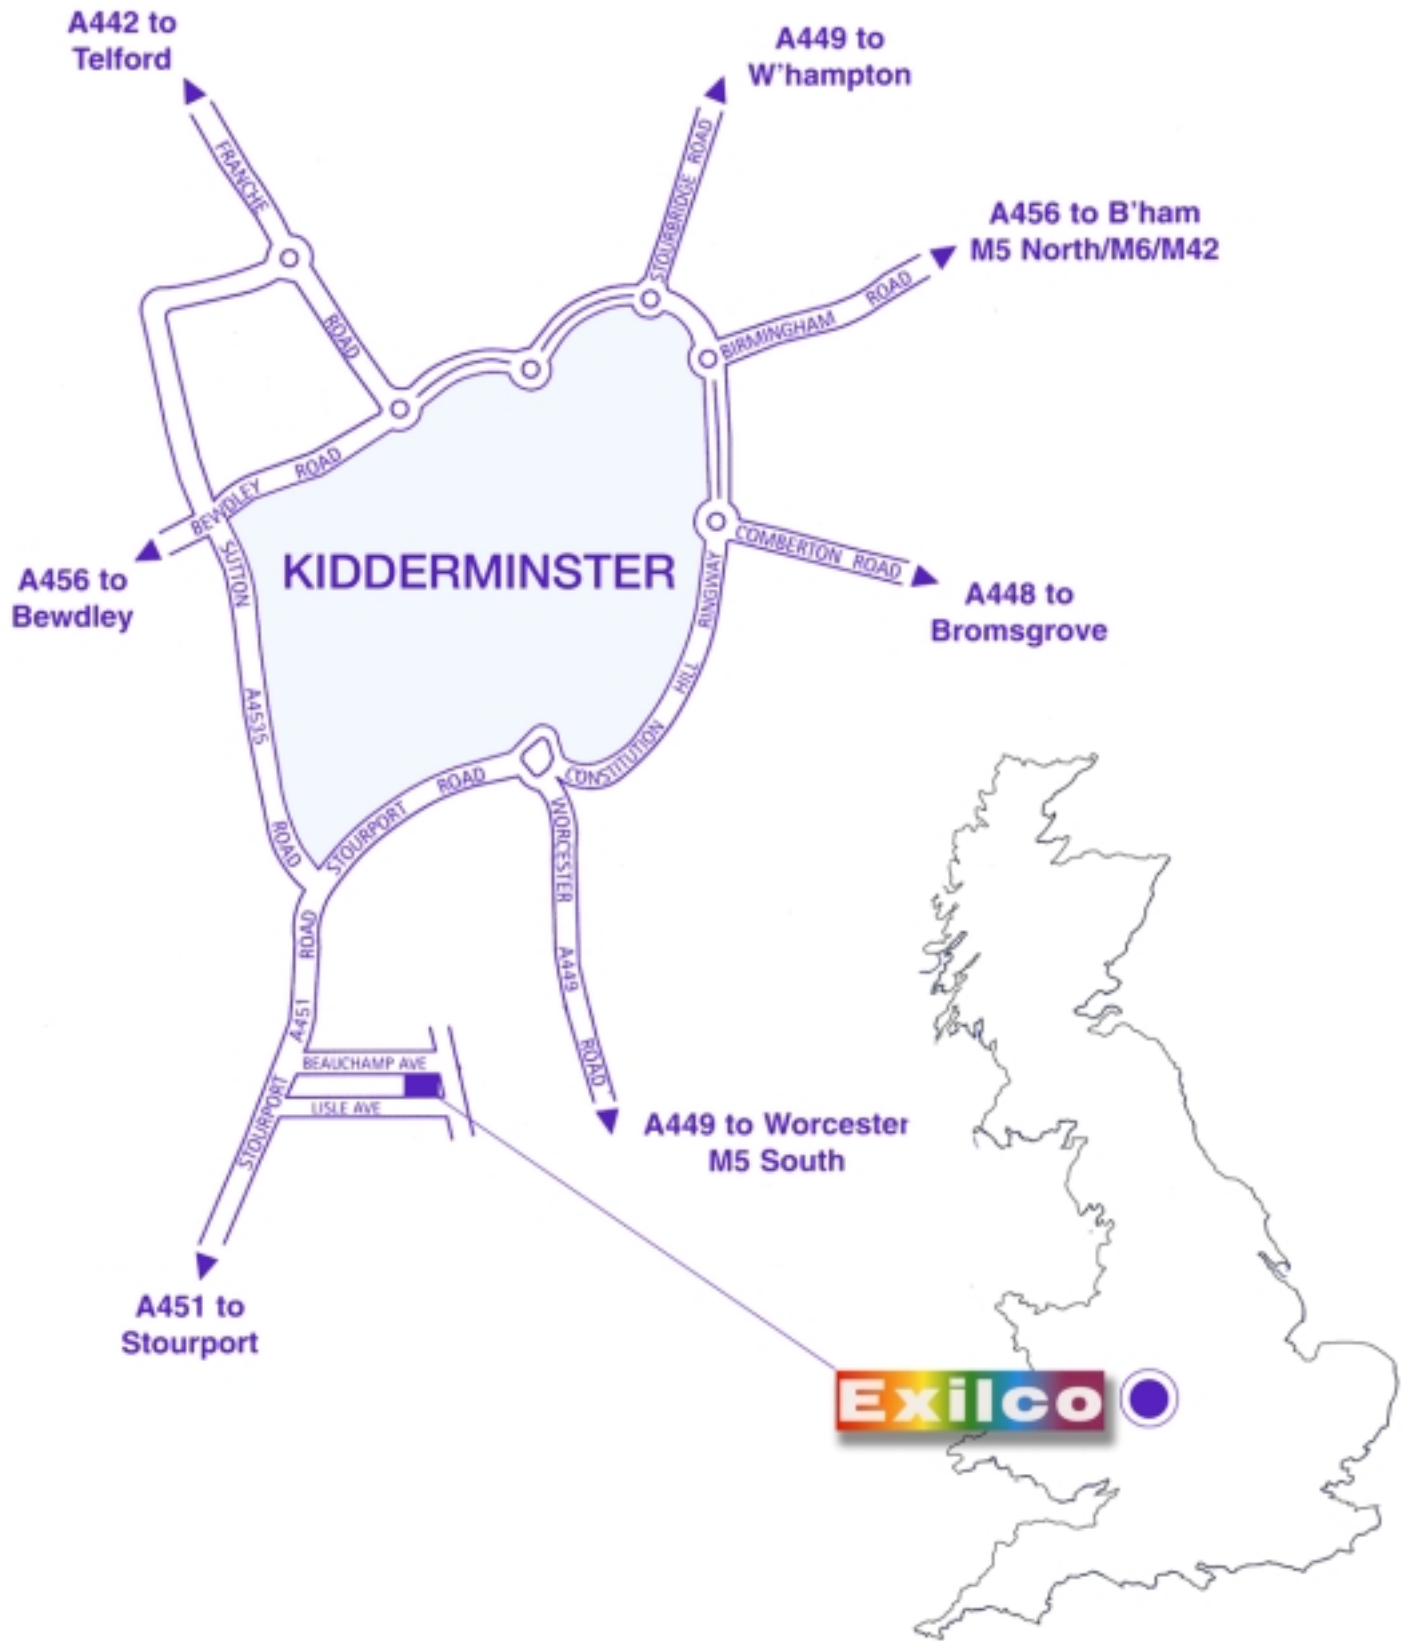 A442 to
Telford
A449 to
W'hampton
A456 to B'ham
M5 North/M6/M42
FRANCHE ROAD
STOURBRIDGE ROAD
BIRMINGHAM ROAD
BEWDLEY ROAD
A456 to
Bewdley
KIDDERMINSTER
COMBERTON ROAD
A448 to
Bromsgrove
SUTTON A4535 ROAD
CONSTITUTION HILL RINGWAY
STOURPORT ROAD
WORCESTER A449 ROAD
STOURPORT A451 ROAD
BEAUCHAMP AVE
LISLE AVE
A449 to Worcester
M5 South
A451 to
Stourport
Exilco